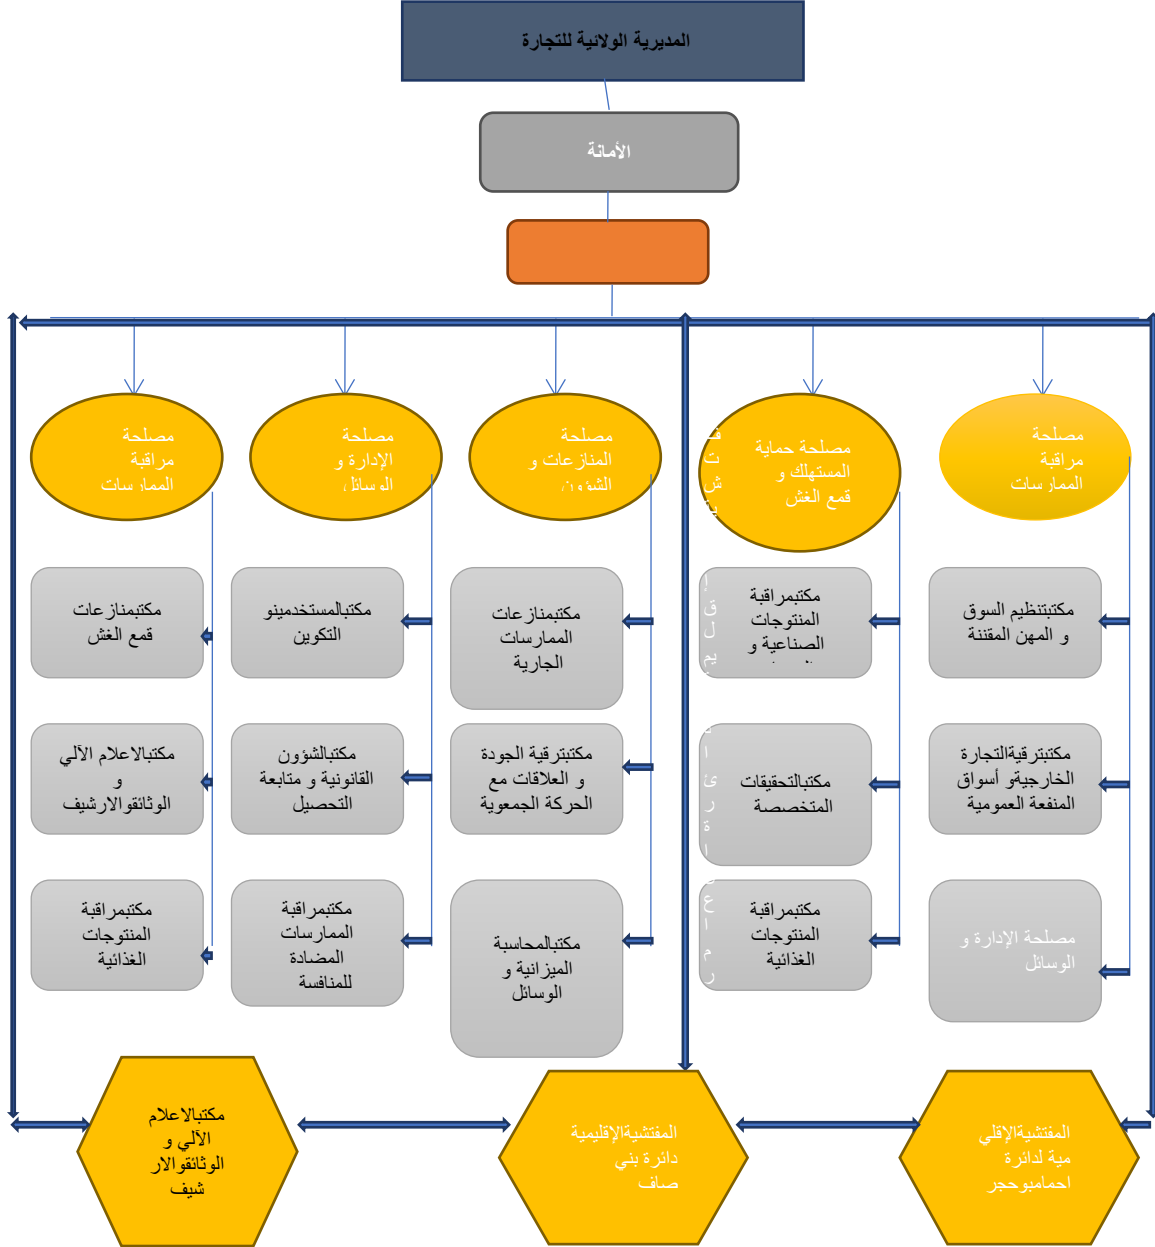 المديرية الولائية للتجارة
الأمانة
مصلحة
مراقبة
الممارسات
مصلحة حماية
المستهلك و
قمع الغش
مصلحة
المنازعات و
الشؤون
مصلحة
الإدارة و
الوسائل
مصلحة
مراقبة
الممارسات
مكتبتنظيم السوق
و المهن المقننة
مكتبمراقبة
المنتوجات
الصناعية و
مكتبمنازعات
الممارسات
الجارية
مكتبالمستخدمينو
التكوين
مكتبمنازعات
قمع الغش
مكتبترقيةالتجارة
الخارجيةو أسواق
المنفعة العمومية
مكتبالتحقيقات
المتخصصة
مكتبترقية الجودة
و العلاقات مع
الحركة الجمعوية
مكتبالشؤون
القانونية و متابعة
التحصيل
مكتبالاعلام الآلي
و
الوثائقوالارشيف
مصلحة الإدارة و
الوسائل
مكتبمراقبة
المنتوجات
الغذائية
مكتبالمحاسبة
الميزانية و
الوسائل
مكتبمراقبة
الممارسات
المضادة
للمنافسة
مكتبمراقبة
المنتوجات
الغذائية
المفتشيةالإقلي
مية لدائرة
احمامبوحجر
المفتشيةالإقليمية
دائرة بني
صاف
مكتبالاعلام
الآلي و
الوثائقوالار
شيف